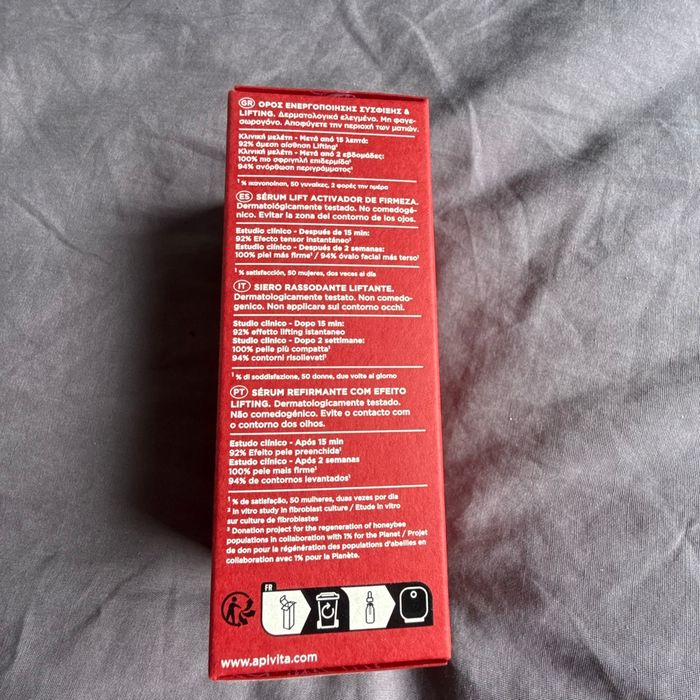 GR ΟΡΟΣ ΕΝΕΡΓΟΠΟΙΗΣΗΣ ΣΥΣΦΙΞΗΣ &
LIFTING. Δερματολογικά ελεγμένο. Μη φαγε-
σωρογόνο. Αποφύγετε την περιοχή των ματιών.
Κλινική μελέτη - Μετά από 15 λεπτά:
92% άμεση αίσθηση Lifting¹
Κλινική μελέτη - Μετά από 2 εβδομάδες:
100% πιο σφριγηλή επιδερμίδα¹
94% ανόρθωση περιγράμματος¹
¹ % ικανοποίηση, 50 γυναίκες, 2 φορές την ημέρα
ES SÉRUM LIFT ACTIVADOR DE FIRMEZA.
Dermatológicamente testado. No comedogé-
nico. Evitar la zona del contorno de los ojos.
Estudio clínico - Después de 15 min:
92% Efecto tensor instantáneo¹
Estudio clínico - Después de 2 semanas:
100% piel más firme¹ / 94% óvalo facial más terso¹
¹ % satisfacción, 50 mujeres, dos veces al día
IT SIERO RASSODANTE LIFTANTE.
Dermatologicamente testato. Non comedo-
genico. Non applicare sul contorno occhi.
Studio clinico - Dopo 15 min:
92% effetto lifting istantaneo
Studio clinico - Dopo 2 settimane:
100% pelle più compatta¹
94% contorni risollevati¹
¹ % di soddisfazione, 50 donne, due volte al giorno
PT SÉRUM REFIRMANTE COM EFEITO
LIFTING. Dermatologicamente testado.
Não comedogénico. Evite o contacto com
o contorno dos olhos.
Estudo clínico - Após 15 min
92% Efeito pele preenchida¹
Estudo clínico - Após 2 semanas
100% pele mais firme¹
94% de contornos levantados¹
¹ % de satisfação, 50 mulheres, duas vezes por dia
² In vitro study in fibroblast culture / Etude in vitro
sur culture de fibroblastes
³ Donation project for the regeneration of honeybee
populations in collaboration with 1% for the Planet / Projet
de don pour la régénération des populations d'abeilles en
collaboration avec 1% pour la Planète.
FR
www.apivita.com